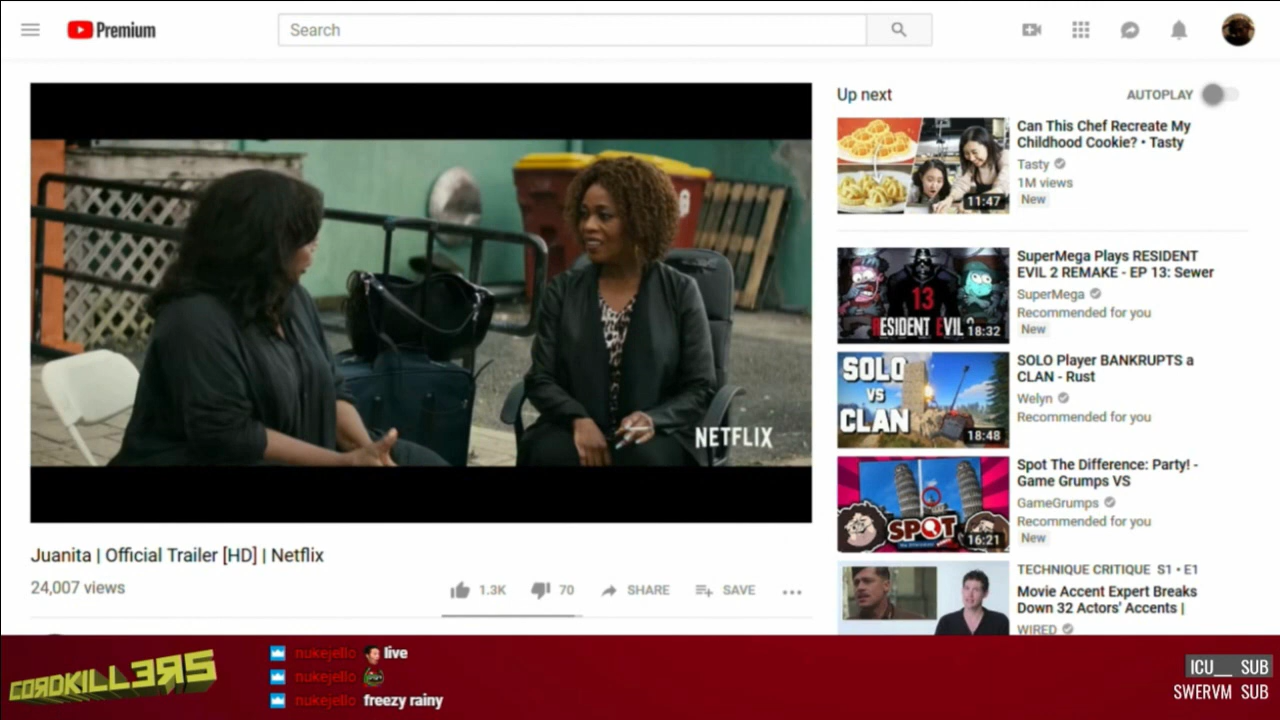 Premium
Search
NETFLIX
Juanita | Official Trailer [HD] | Netflix
24,007 views
1.3K
70
SHARE
SAVE
Up next
AUTOPLAY
11:47
Can This Chef Recreate My
Childhood Cookie? • Tasty
Tasty
1M views
New
13
RESIDENT EVIL 2
18:32
SuperMega Plays RESIDENT
EVIL 2 REMAKE - EP 13: Sewer
SuperMega
Recommended for you
New
SOLO
VS
CLAN
18:48
SOLO Player BANKRUPTS a
CLAN - Rust
Welyn
Recommended for you
SPOT
16:21
Spot The Difference: Party! -
Game Grumps VS
GameGrumps
Recommended for you
New
TECHNIQUE CRITIQUE S1 • E1
Movie Accent Expert Breaks
Down 32 Actors' Accents |
WIRED
CORDKILLERS
nukejello live
nukejello
nukejello freezy rainy
ICU__ SUB
SWERVM SUB